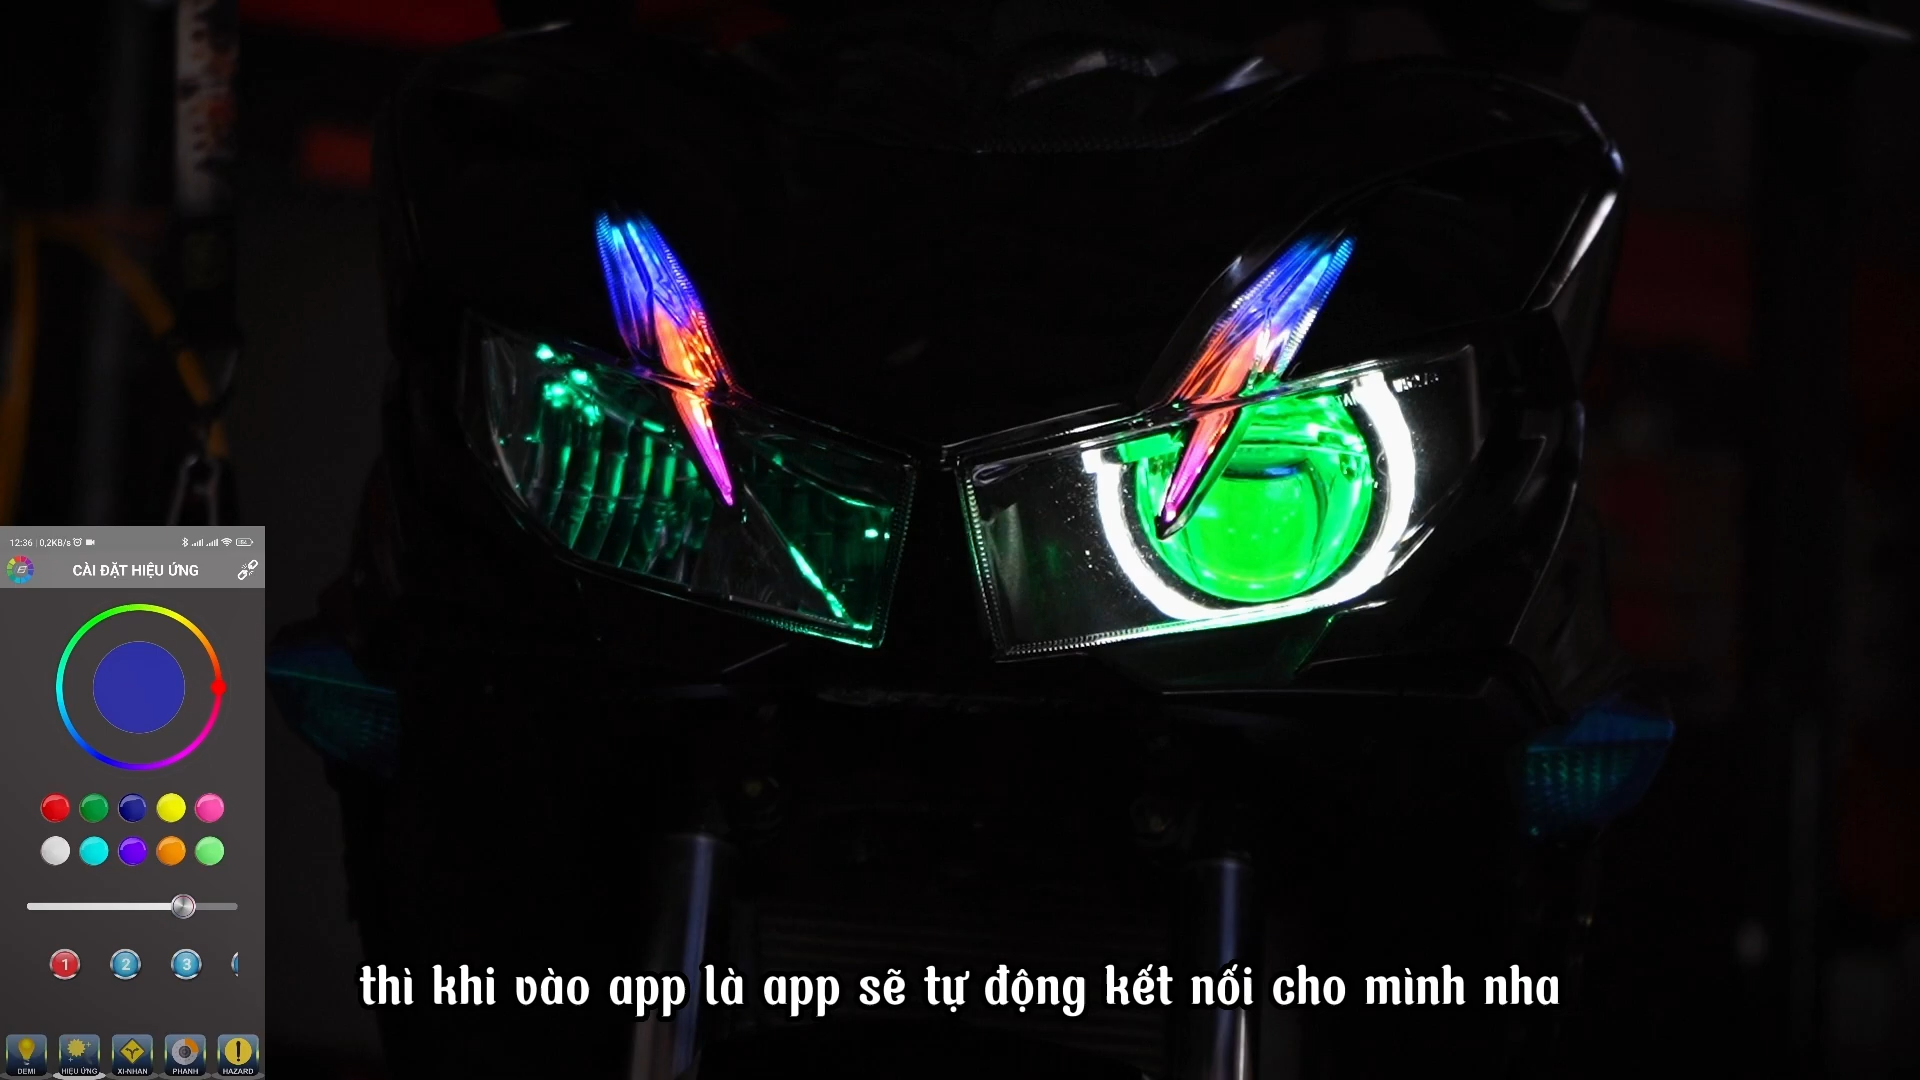 12:36 | 0,2KB/s
CÀI ĐẶT HIỆU ỨNG
1 2 3
thì khi vào app là app sẽ tự động kết nối cho mình nha
DEMI HIỆU ỨNG XI-NHAN PHANH HAZARD